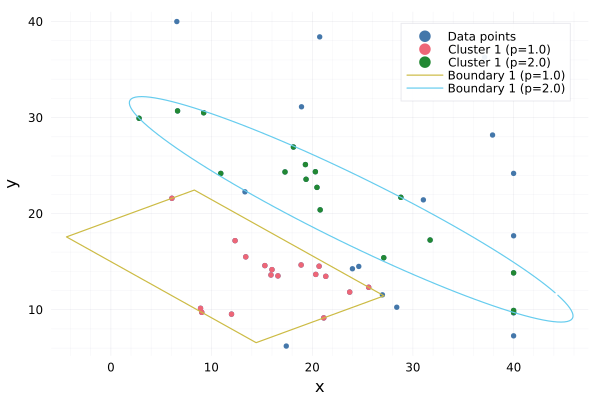 40
30
20
10
y
0
10
20
30
40
x
Data points
Cluster 1 (p=1.0)
Cluster 1 (p=2.0)
Boundary 1 (p=1.0)
Boundary 1 (p=2.0)